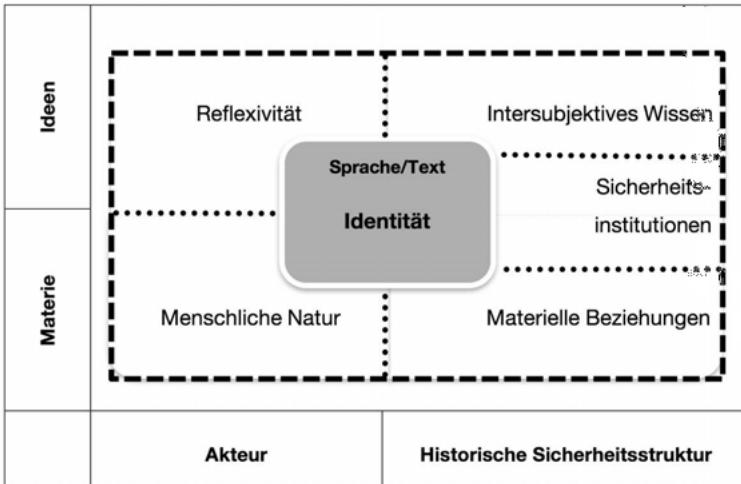 Ideen
Reflexivität
Intersubjektives Wissen
Sprache/Text
Identität
Sicherheits-
institutionen
Materie
Menschliche Natur
Materielle Beziehungen
Akteur
Historische Sicherheitsstruktur